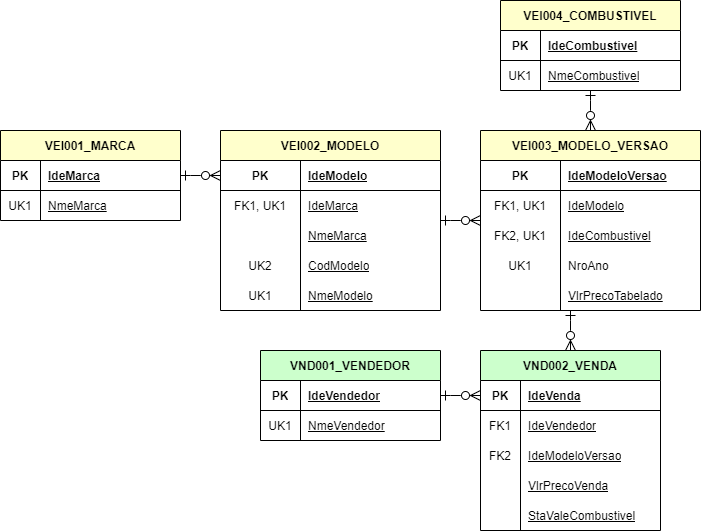 VEI004_COMBUSTIVEL
PK IdeCombustivel
UK1 NmeCombustivel
VEI001_MARCA
PK IdeMarca
UK1 NmeMarca
VEI002_MODELO
PK IdeModelo
FK1, UK1 IdeMarca
NmeMarca
UK2 CodModelo
UK1 NmeModelo
VEI003_MODELO_VERSAO
PK IdeModeloVersao
FK1, UK1 IdeModelo
FK2, UK1 IdeCombustivel
UK1 NroAno
VlrPrecoTabelado
VND001_VENDEDOR
PK IdeVendedor
UK1 NmeVendedor
VND002_VENDA
PK IdeVenda
FK1 IdeVendedor
FK2 IdeModeloVersao
VlrPrecoVenda
StaValeCombustivel